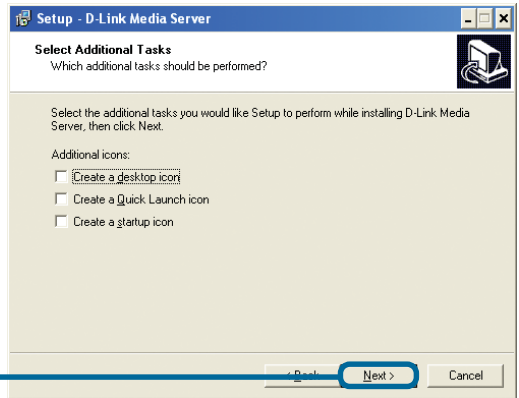 Setup - D-Link Media Server
Select Additional Tasks
Which additional tasks should be performed?
Select the additional tasks you would like Setup to perform while installing D-Link Media
Server, then click Next.
Additional icons:
Create a desktop icon
Create a Quick Launch icon
Create a startup icon
Next >
Cancel